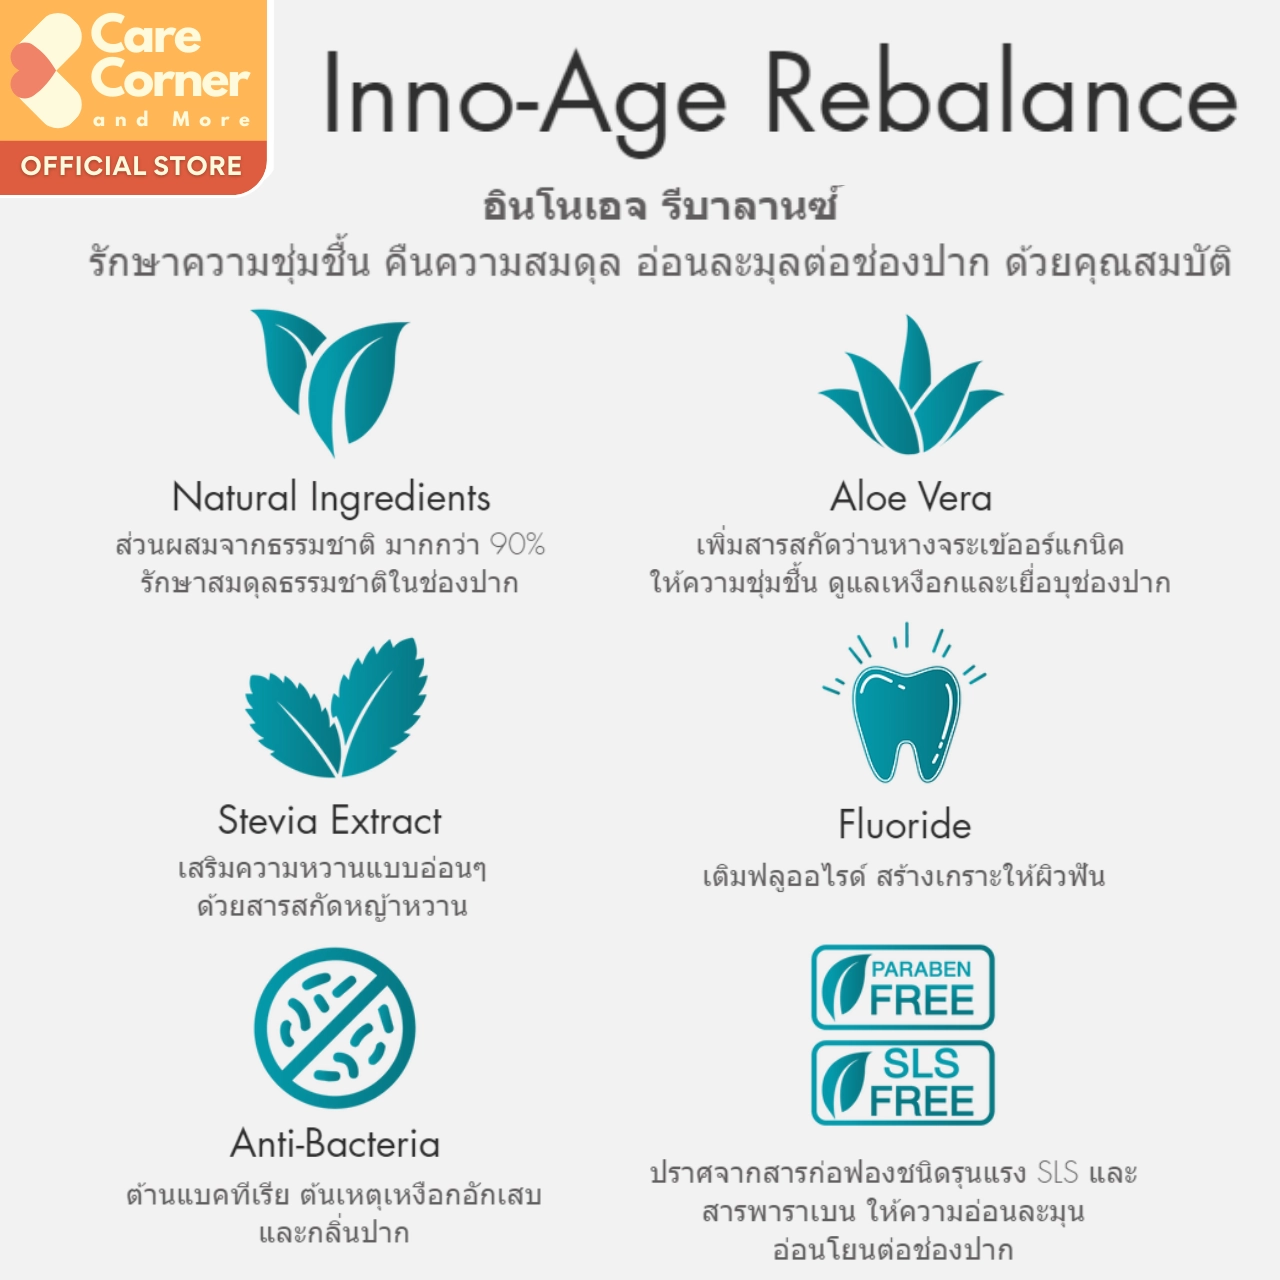 Care
Corner
and More
OFFICIAL STORE
Inno-Age Rebalance
อินโนเอจ รีบาลานซ์
รักษาความชุ่มชื้น คืนความสมดุล อ่อนละมุลต่อช่องปาก ด้วยคุณสมบัติ
Natural Ingredients
ส่วนผสมจากธรรมชาติ มากกว่า 90%
รักษาสมดุลธรรมชาติในช่องปาก
Aloe Vera
เพิ่มสารสกัดว่านหางจระเข้ออร์แกนิค
ให้ความชุ่มชื้น ดูแลเหงือกและเยื่อบุช่องปาก
Stevia Extract
เสริมความหวานแบบอ่อนๆ
ด้วยสารสกัดหญ้าหวาน
Fluoride
เติมฟลูออไรด์ สร้างเกราะให้ผิวฟัน
Anti-Bacteria
ต้านแบคทีเรีย ต้นเหตุเหงือกอักเสบ
และกลิ่นปาก
PARABEN
FREE
SLS
FREE
ปราศจากสารก่อฟองชนิดรุนแรง SLS และ
สารพาราเบน ให้ความอ่อนละมุน
อ่อนโยนต่อช่องปาก